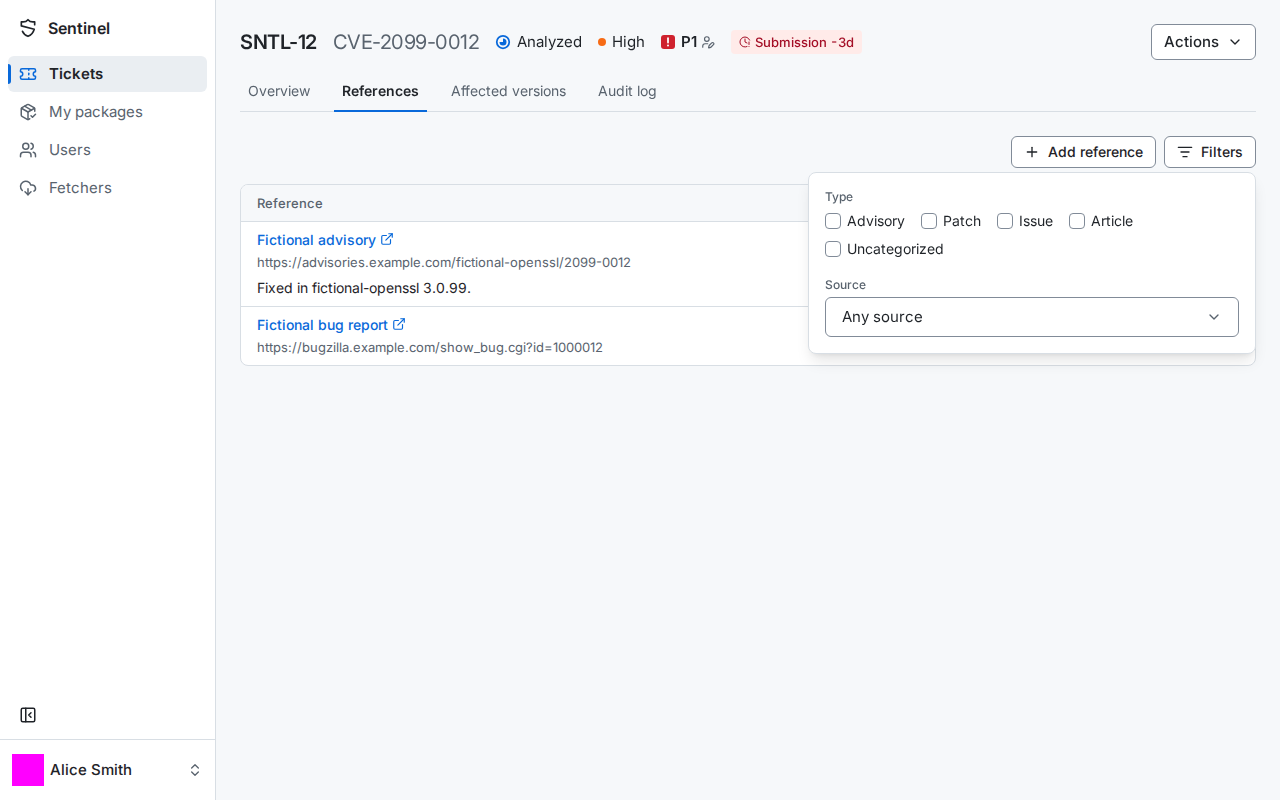 Sentinel
Tickets
My packages
Users
Fetchers
Alice Smith
SNTL-12 CVE-2099-0012 Analyzed High P1 Submission -3d
Actions
Overview References Affected versions Audit log
Add reference Filters
Reference
Fictional advisory
https://advisories.example.com/fictional-openssl/2099-0012
Fixed in fictional-openssl 3.0.99.
Fictional bug report
https://bugzilla.example.com/show_bug.cgi?id=1000012
Type
Advisory Patch Issue Article
Uncategorized
Source
Any source